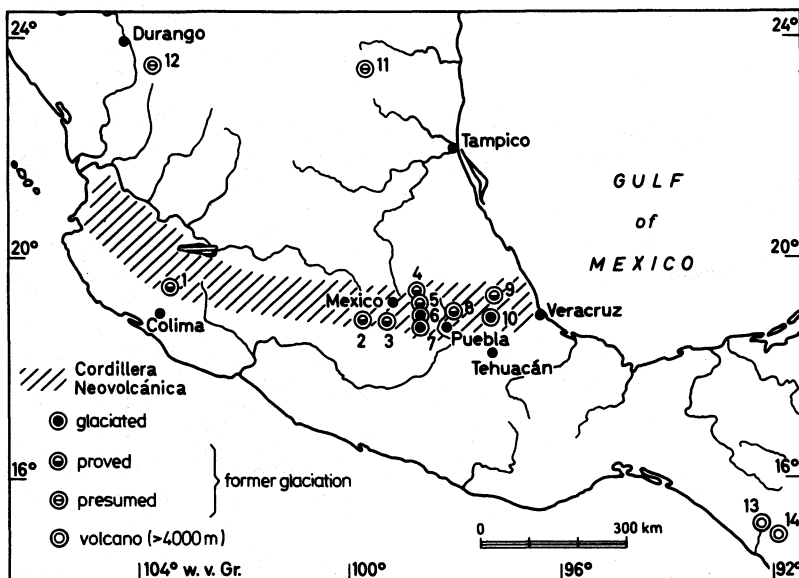 24°
24°
Durango
12
11
Tampico
GULF
of
MEXICO
20°
20°
1
4
5
6
7
8
9
10
Mexico
2
3
Colima
Puebla
Veracruz
Tehuacán
Cordillera
Neovolcánica
glaciated
proved
presumed
former glaciation
volcano (>4000m)
16°
16°
13
14
0 300 km
104° w. v. Gr.
100°
96°
92°